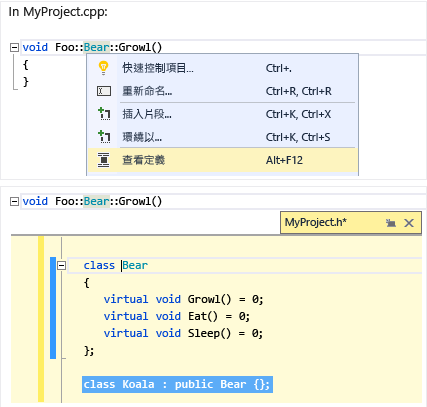 In MyProject.cpp:
void Foo::Bear::Growl()
{
}
快速控制項... Ctrl+.
重新命名... Ctrl+R, Ctrl+R
插入片段... Ctrl+K, Ctrl+X
環繞以... Ctrl+K, Ctrl+S
查看定義 Alt+F12
void Foo::Bear::Growl()
MyProject.h*
class Bear
{
virtual void Growl() = 0;
virtual void Eat() = 0;
virtual void Sleep() = 0;
};
class Koala : public Bear {};